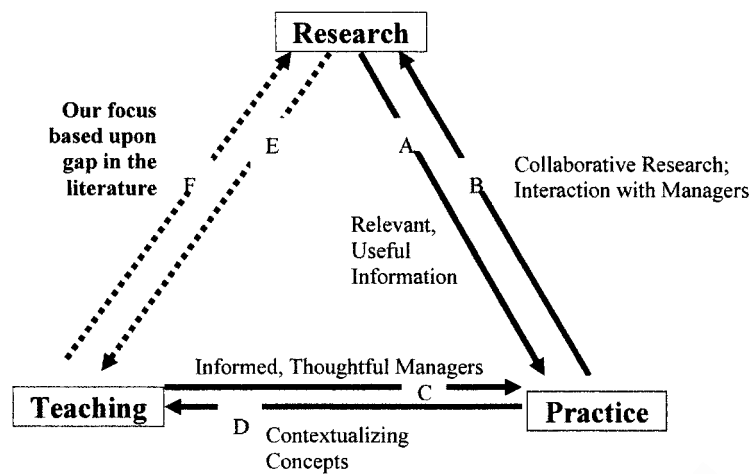 Research
Our focus
based upon
gap in the
literature
F
E
A
B
Collaborative Research;
Interaction with Managers
Relevant,
Useful
Information
Informed, Thoughtful Managers
C
Teaching
Practice
D
Contextualizing
Concepts